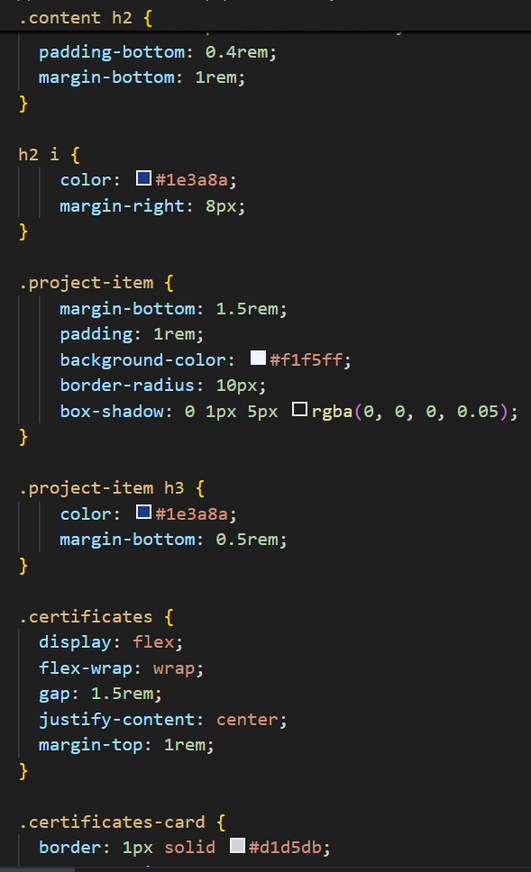 .content h2 {
padding-bottom: 0.4rem;
margin-bottom: 1rem;
}
h2 i {
color: #1e3a8a;
margin-right: 8px;
}
.project-item {
margin-bottom: 1.5rem;
padding: 1rem;
background-color: #f1f5ff;
border-radius: 10px;
box-shadow: 0 1px 5px rgba(0, 0, 0, 0.05);
}
.project-item h3 {
color: #1e3a8a;
margin-bottom: 0.5rem;
}
.certificates {
display: flex;
flex-wrap: wrap;
gap: 1.5rem;
justify-content: center;
margin-top: 1rem;
}
.certificates-card {
border: 1px solid #d1d5db;